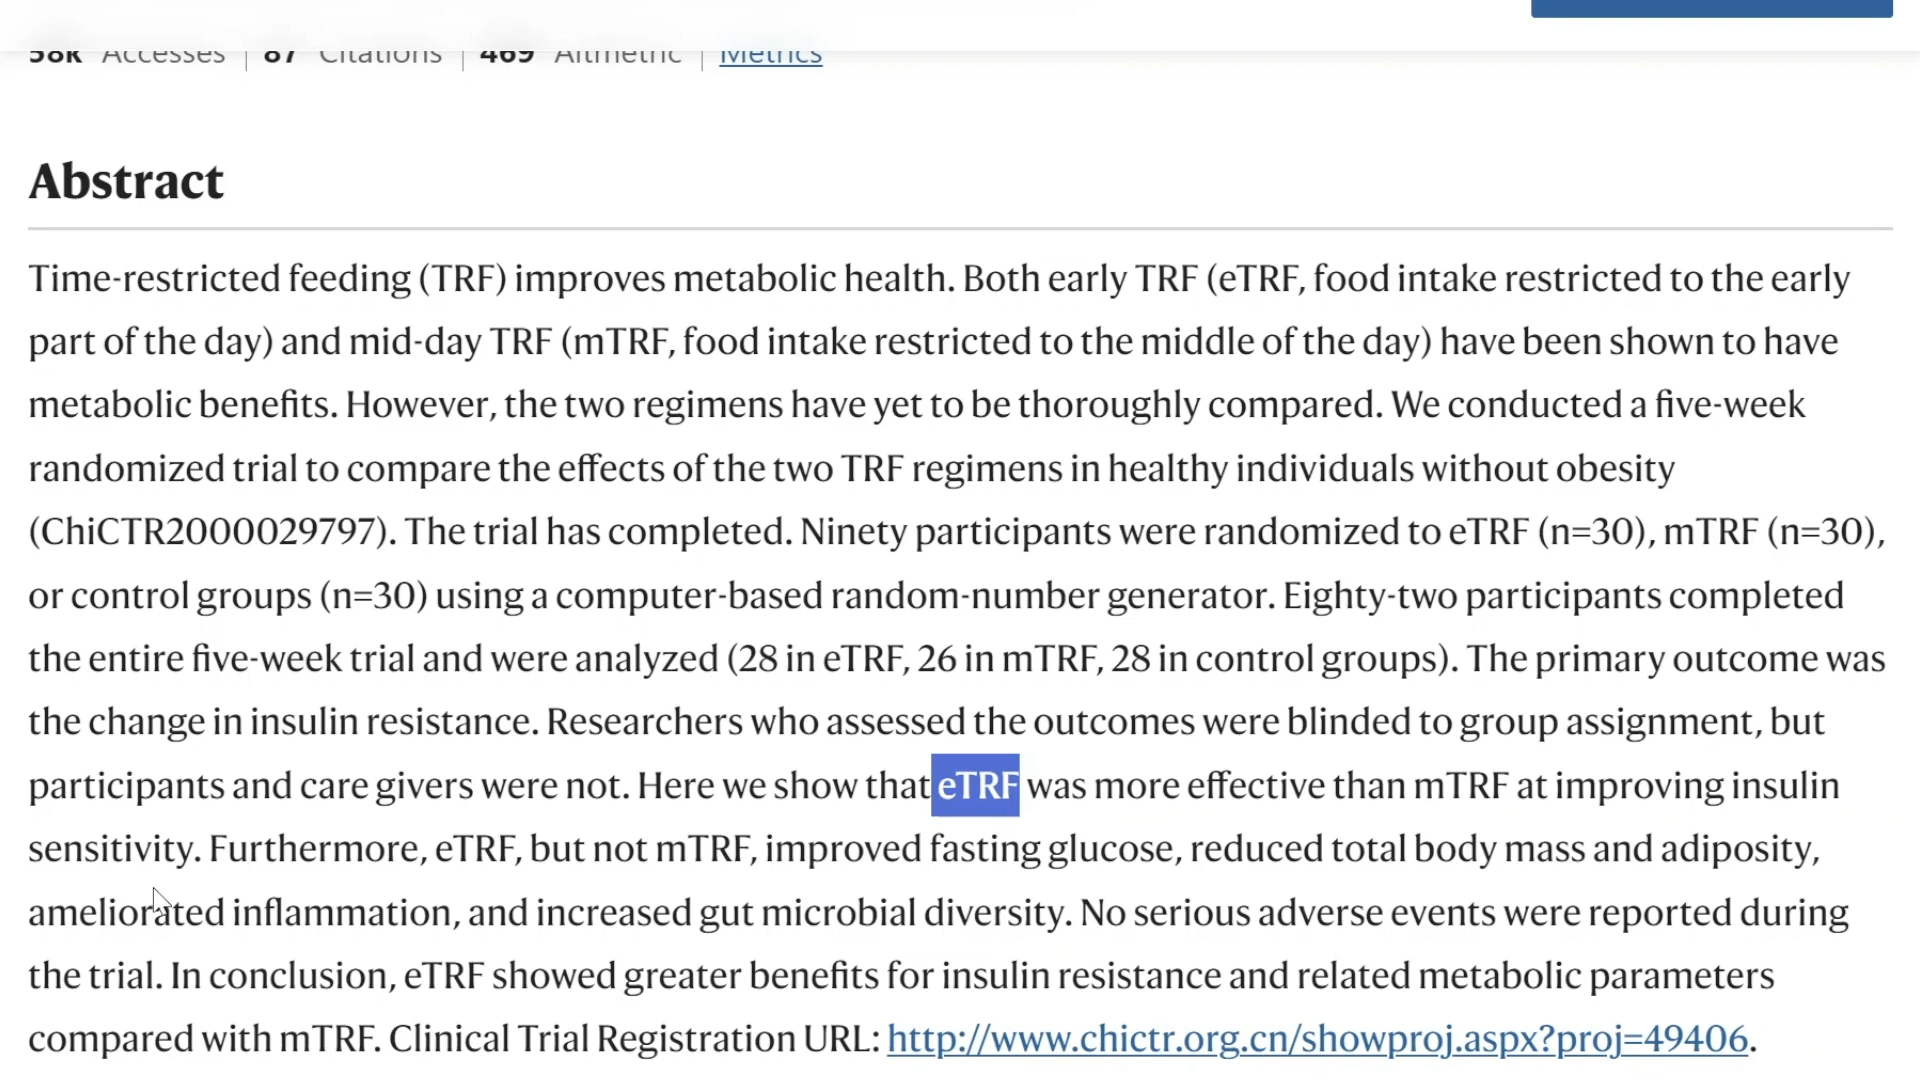 58k Accesses | 87 Citations | 469 Altmetric | Metrics
Abstract
Time-restricted feeding (TRF) improves metabolic health. Both early TRF (eTRF, food intake restricted to the early
part of the day) and mid-day TRF (mTRF, food intake restricted to the middle of the day) have been shown to have
metabolic benefits. However, the two regimens have yet to be thoroughly compared. We conducted a five-week
randomized trial to compare the effects of the two TRF regimens in healthy individuals without obesity
(ChiCTR2000029797). The trial has completed. Ninety participants were randomized to eTRF (n=30), mTRF (n=30),
or control groups (n=30) using a computer-based random-number generator. Eighty-two participants completed
the entire five-week trial and were analyzed (28 in eTRF, 26 in mTRF, 28 in control groups). The primary outcome was
the change in insulin resistance. Researchers who assessed the outcomes were blinded to group assignment, but
participants and care givers were not. Here we show that eTRF was more effective than mTRF at improving insulin
sensitivity. Furthermore, eTRF, but not mTRF, improved fasting glucose, reduced total body mass and adiposity,
ameliorated inflammation, and increased gut microbial diversity. No serious adverse events were reported during
the trial. In conclusion, eTRF showed greater benefits for insulin resistance and related metabolic parameters
compared with mTRF. Clinical Trial Registration URL: http://www.chictr.org.cn/showproj.aspx?proj=49406.